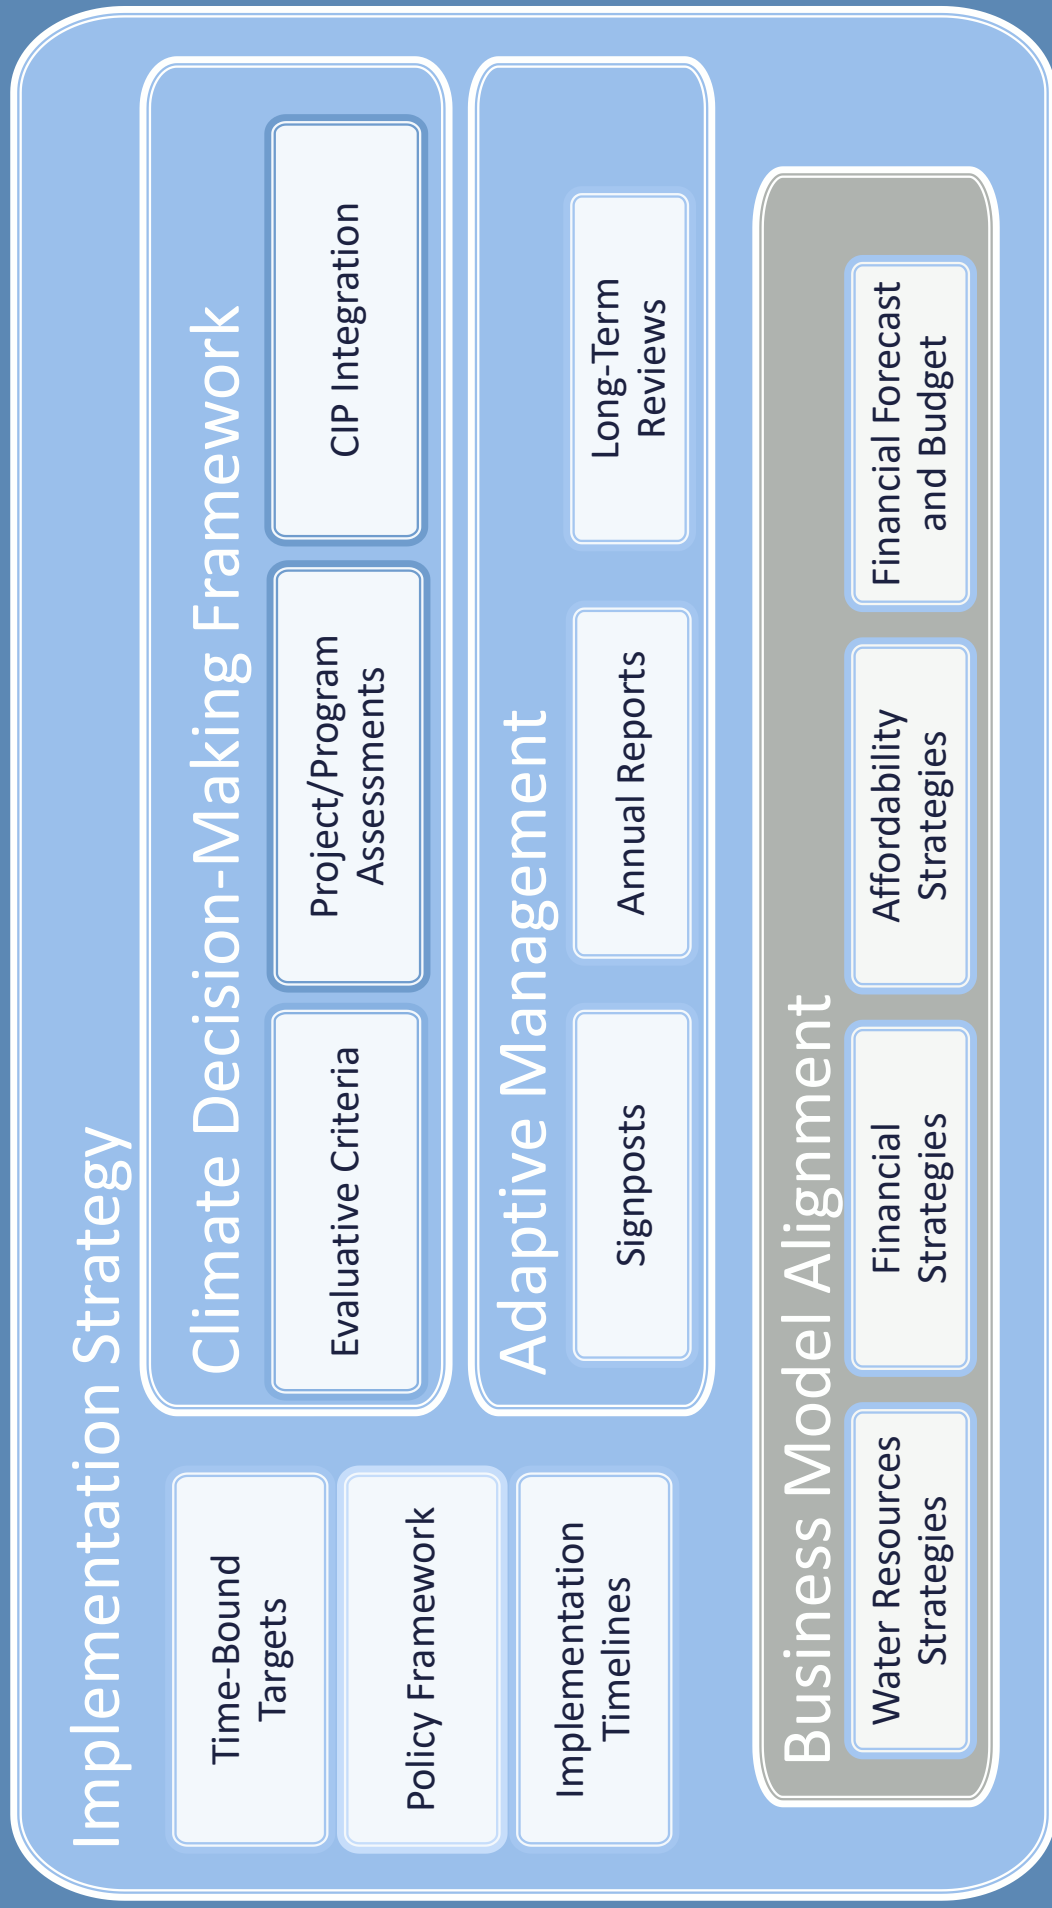 Implementation Strategy
Time-Bound
Targets
Policy Framework
Implementation
Timelines
Climate Decision-Making Framework
Evaluative Criteria
Project/Program
Assessments
CIP Integration
Adaptive Management
Signposts
Annual Reports
Long-Term
Reviews
Business Model Alignment
Water Resources
Strategies
Financial
Strategies
Affordability
Strategies
Financial Forecast
and Budget